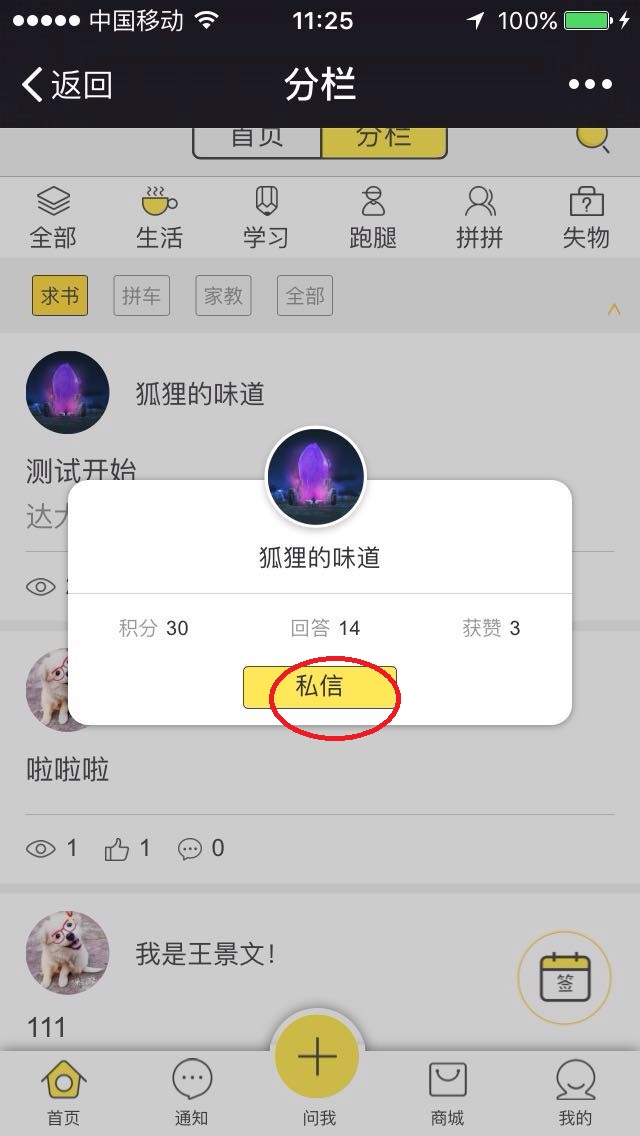 中国移动 11:25 100%
返回 分栏
首页 分栏
全部 生活 学习 跑腿 拼拼 失物
求书 拼车 家教 全部
狐狸的味道
测试开始
狐狸的味道
积分 30 回答 14 获赞 3
私信
啦啦啦
1 1 0
我是王景文!
签
111
首页 通知 问我 商城 我的